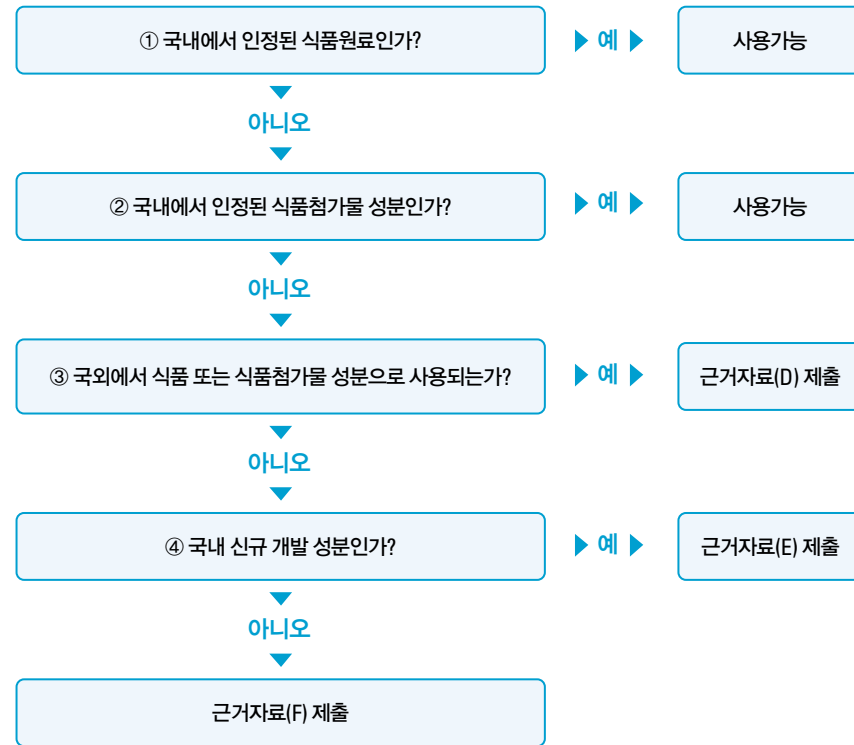 ① 국내에서 인정된 식품원료인가?
예
사용가능
아니오
② 국내에서 인정된 식품첨가물 성분인가?
예
사용가능
아니오
③ 국외에서 식품 또는 식품첨가물 성분으로 사용되는가?
예
근거자료(D) 제출
아니오
④ 국내 신규 개발 성분인가?
예
근거자료(E) 제출
아니오
근거자료(F) 제출